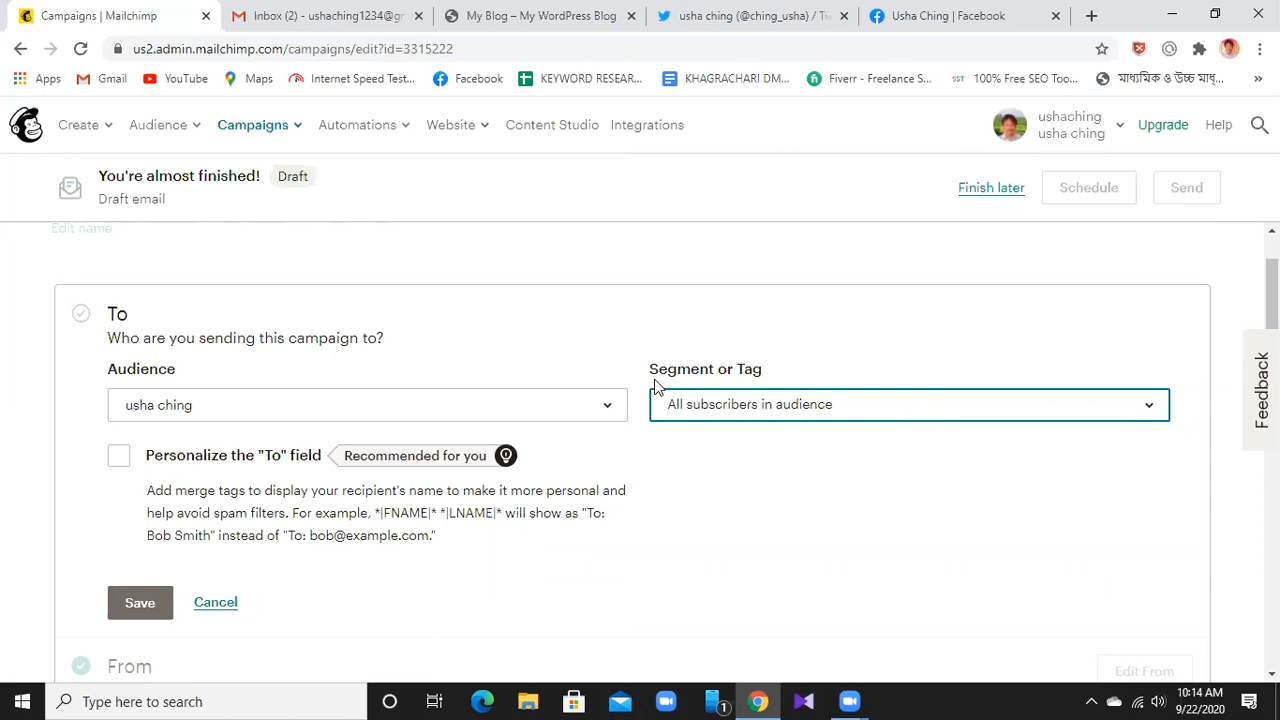 Campaigns | Mailchimp
Inbox (2) - ushaching1234@gr
My Blog – My WordPress Blog
usha ching (@ching_usha) / Tw
Usha Ching | Facebook
us2.admin.mailchimp.com/campaigns/edit?id=3315222
Apps
Gmail
YouTube
Maps
Internet Speed Test...
Facebook
KEYWORD RESEAR...
KHAGRACHARI DM...
Fiverr - Freelance S...
SST
100% Free SEO Too...
মাধ্যমিক ও উচ্চ মাধ্...
Create
Audience
Campaigns
Automations
Website
Content Studio
Integrations
ushaching
usha ching
Upgrade
Help
You're almost finished!
Draft
Draft email
Finish later
Schedule
Send
Edit name
To
Who are you sending this campaign to?
Audience
Segment or Tag
usha ching
All subscribers in audience
Personalize the "To" field
Recommended for you
Add merge tags to display your recipient's name to make it more personal and
help avoid spam filters. For example, *|FNAME|* *|LNAME|* will show as "To:
Bob Smith" instead of "To: bob@example.com."
Save
Cancel
From
Edit From
Feedback
Type here to search
1
10:14 AM
9/22/2020